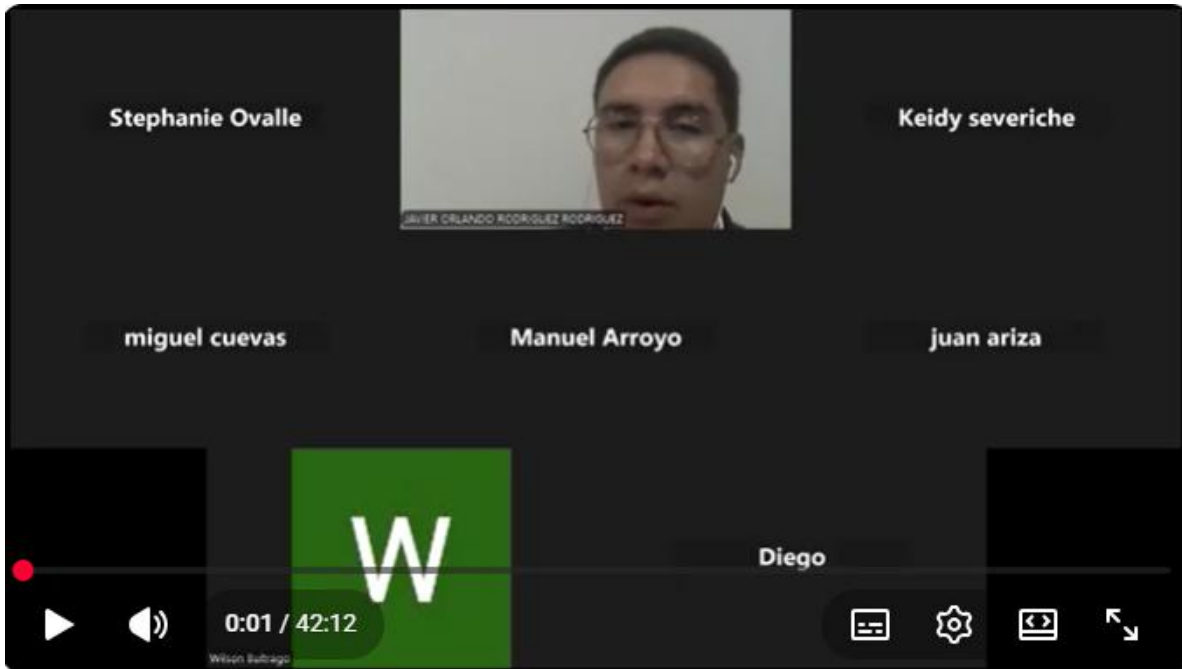 Stephanie Ovalle
JAVIER ORLANDO RODRIGUEZ RODRIGUEZ
Keidy severiche
miguel cuevas
Manuel Arroyo
juan ariza
W
Diego
0:01 / 42:12
Wilson Buitrago